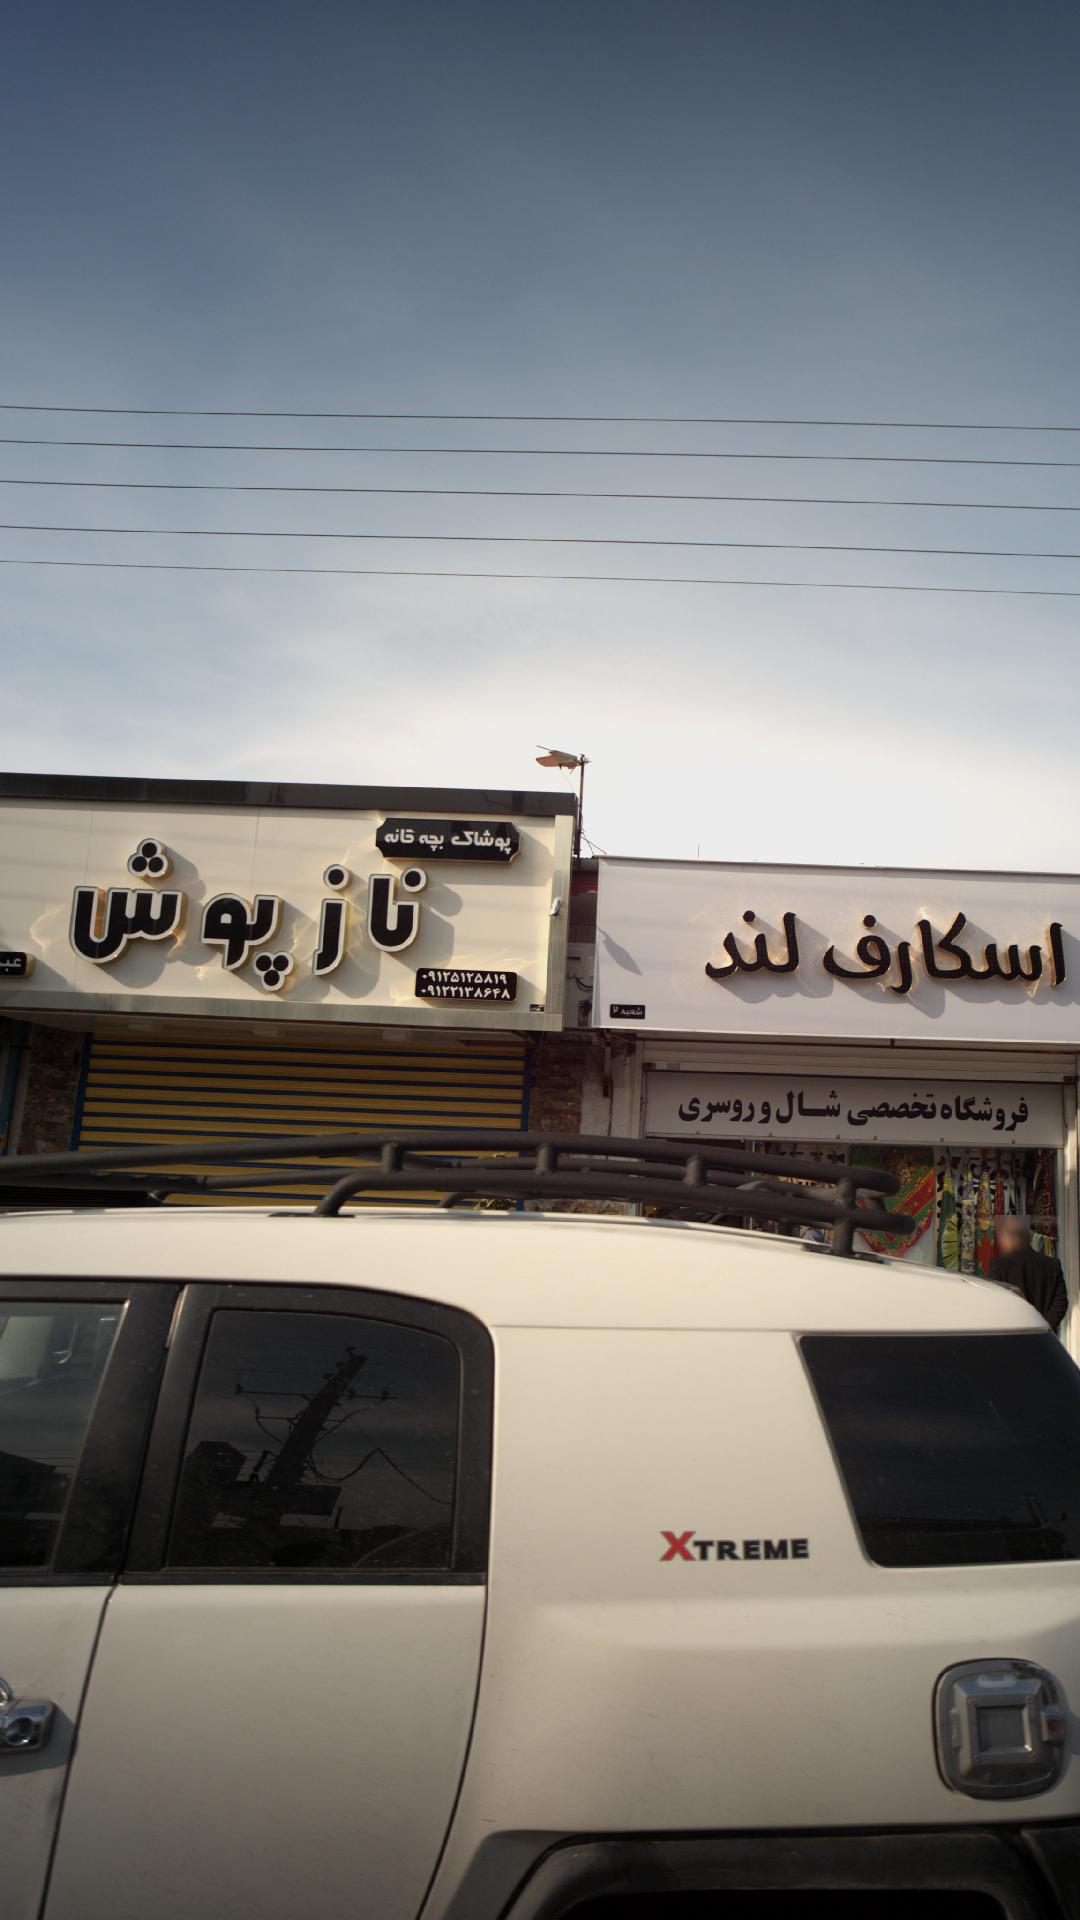 پوشاک بچه گانه
نازپوش
۰۹۱۲۵۱۲۵۸۱۹
۰۹۱۲۲۱۳۸۶۴۸
اسکارف لند
شعبه ۲
فروشگاه تخصصی شال و روسری
XTREME